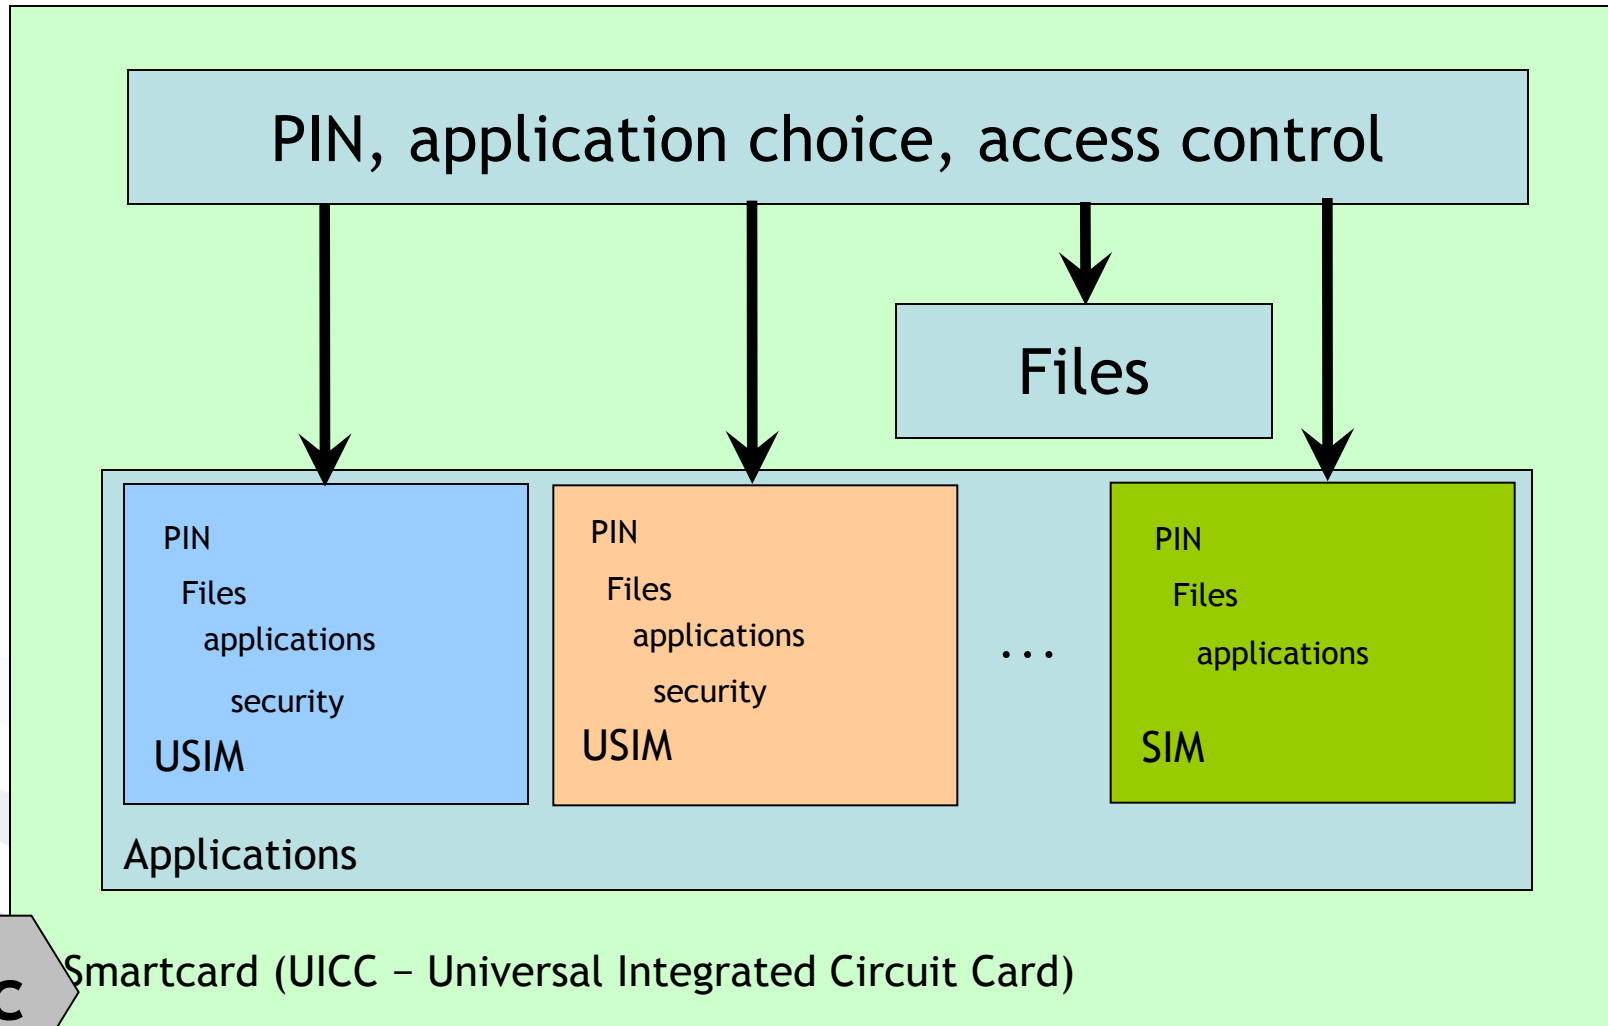 PIN, application choice, access control
Files
PIN
Files
applications
security
USIM
PIN
Files
applications
security
USIM
...
PIN
Files
applications
SIM
Applications
Smartcard (UICC – Universal Integrated Circuit Card)
C